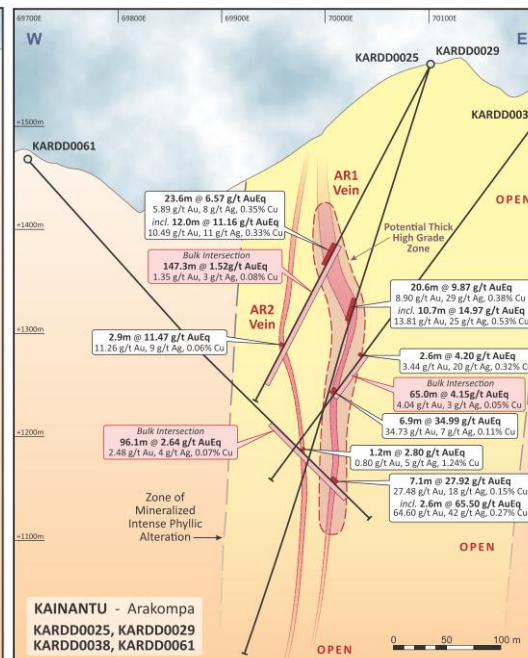 69700E
69800E
69900E
70000E
70100E
W
E
KARDD0025
KARDD0029
KARDD0061
+1500m
+1400m
+1300m
+1200m
+1100m
AR1
Vein
OPEN
23.6m @ 6.57 g/t AuEq
5.89 g/t Au, 8 g/t Ag, 0.35% Cu
incl. 12.0m @ 11.16 g/t AuEq
10.49 g/t Au, 11 g/t Ag, 0.33% Cu
Potential Thick
High Grade
Zone
Bulk Intersection
147.3m @ 1.52g/t AuEq
1.35 g/t Au, 3 g/t Ag, 0.08% Cu
20.6m @ 9.87 g/t AuEq
8.90 g/t Au, 29 g/t Ag, 0.38% Cu
incl. 10.7m @ 14.97 g/t AuEq
13.81 g/t Au, 25 g/t Ag, 0.53% Cu
AR2
Vein
2.9m @ 11.47 g/t AuEq
11.26 g/t Au, 9 g/t Ag, 0.06% Cu
2.6m @ 4.20 g/t AuEq
3.44 g/t Au, 20 g/t Ag, 0.32% Cu
Bulk Intersection
65.0m @ 4.15g/t AuEq
4.04 g/t Au, 3 g/t Ag, 0.05% Cu
6.9m @ 34.99 g/t AuEq
34.73 g/t Au, 7 g/t Ag, 0.11% Cu
Bulk Intersection
96.1m @ 2.64 g/t AuEq
2.48 g/t Au, 4 g/t Ag, 0.07% Cu
1.2m @ 2.80 g/t AuEq
0.80 g/t Au, 5 g/t Ag, 1.24% Cu
7.1m @ 27.92 g/t AuEq
27.48 g/t Au, 18 g/t Ag, 0.15% Cu
incl. 2.6m @ 65.50 g/t AuEq
64.60 g/t Au, 42 g/t Ag, 0.27% Cu
Zone of
Mineralized
Intense Phyllic
Alteration
OPEN
KAINANTU - Arakompa
KARDD0025, KARDD0029
KARDD0038, KARDD0061
OPEN
0 50 100 m